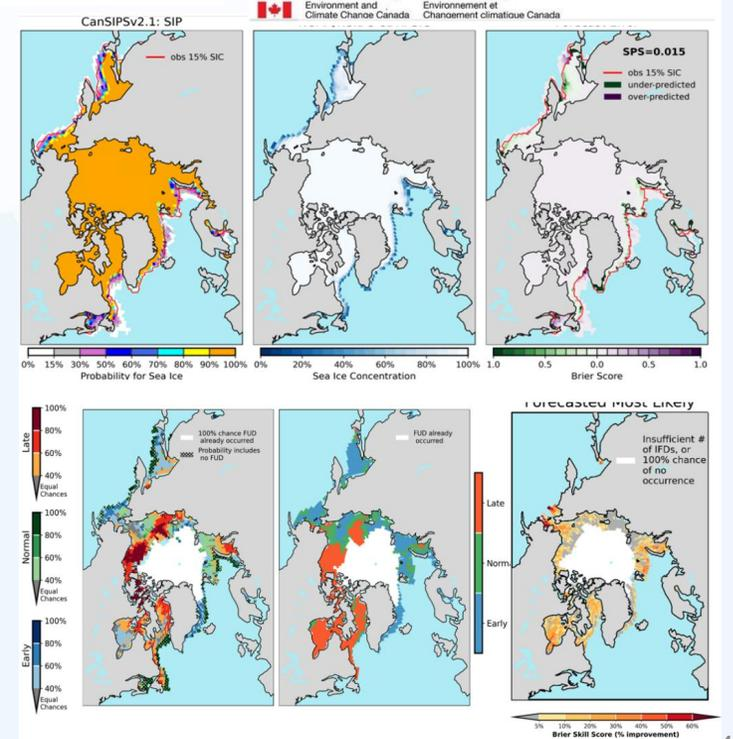 Environment and
Climate Change Canada
Environnement et
Changement climatique Canada
CanSIPSv2.1: SIP
obs 15% SIC
SPS=0.015
obs 15% SIC
under-predicted
over-predicted
0% 15% 30% 50% 60% 70% 80% 90% 100%
Probability for Sea Ice
0% 20% 40% 60% 80% 100%
Sea Ice Concentration
1.0 0.5 0.0 0.5 1.0
Brier Score
Late
100%
80%
60%
40%
Equal
Chances
Normal
100%
80%
60%
40%
Equal
Chances
Early
100%
80%
60%
40%
Equal
Chances
100% chance FUD
already occurred
Probability includes
no FUD
FUD already
occurred
Late
Norm
Early
Forecasted Most Likely
Insufficient #
of IFDs, or
100% chance
of no
occurrence
5% 10% 20% 30% 40% 50% 60%
Brier Skill Score (% improvement)